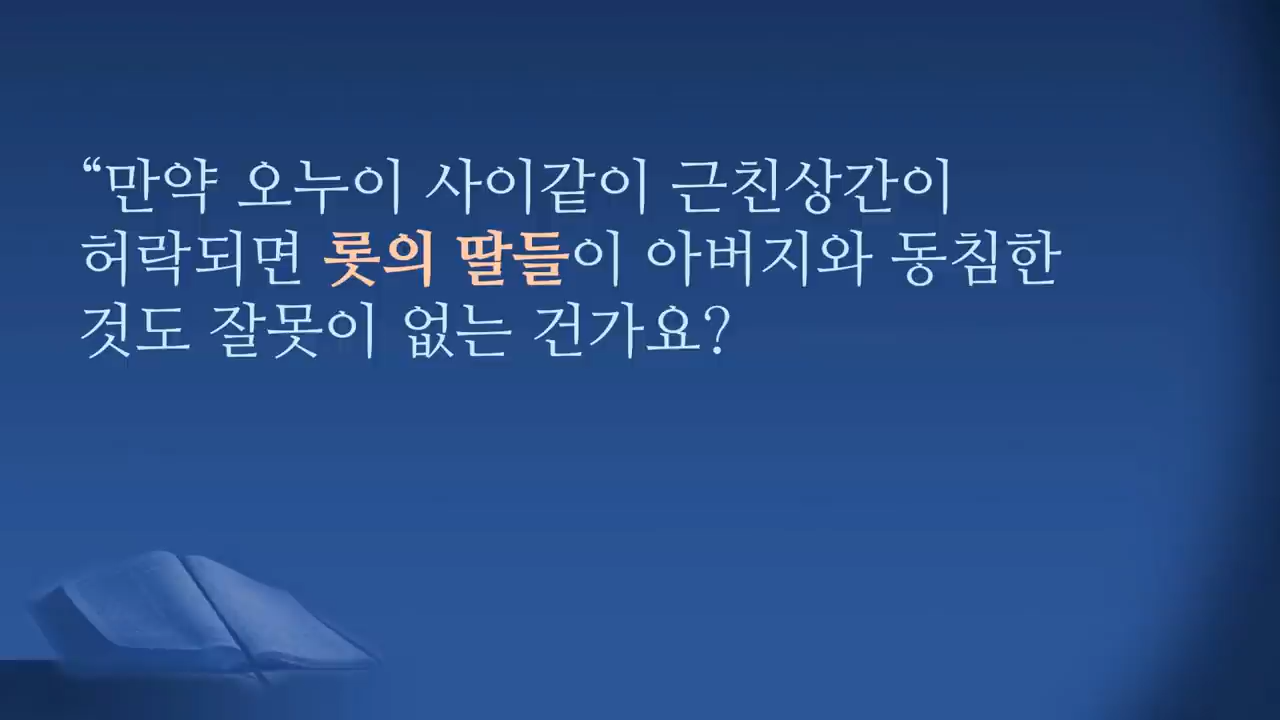 “만약 오누이 사이같이 근친상간이
허락되면 롯의 딸들이 아버지와 동침한
것도 잘못이 없는 건가요?